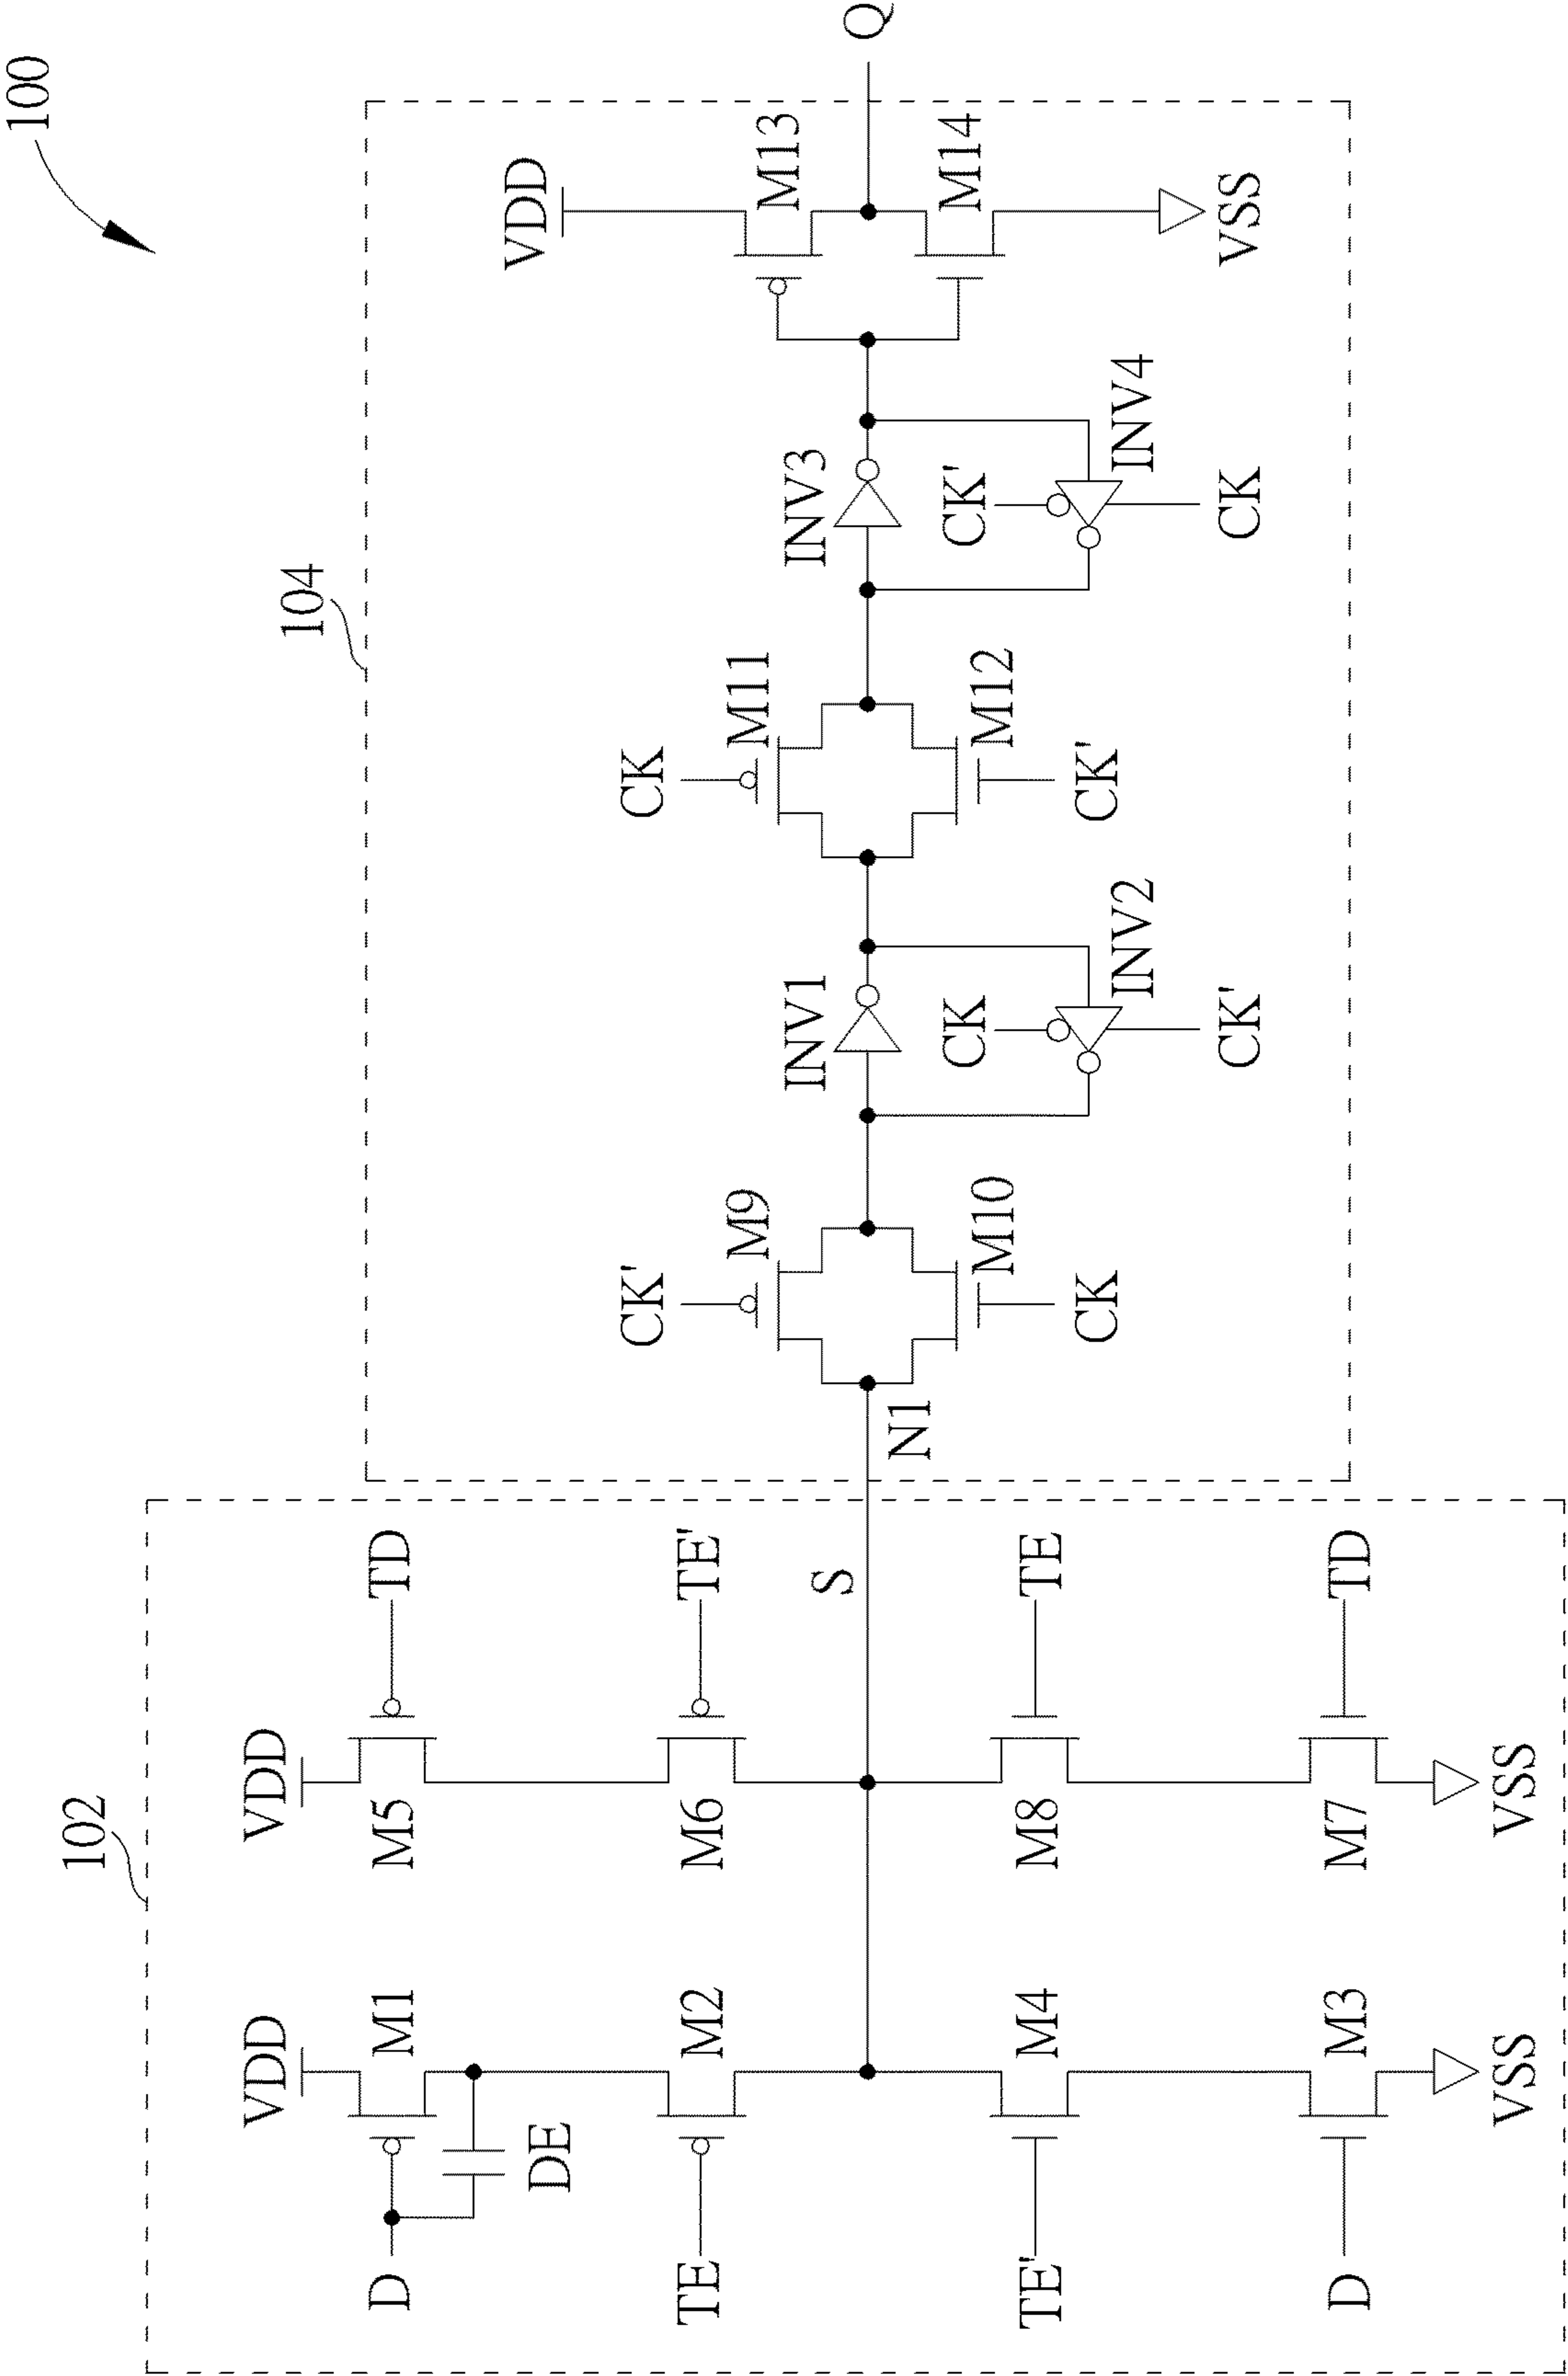 100
102
VDD
VDD
D
M1
M5
TD
DE
TE
M2
M6
TE'
S
TE'
M4
M8
TE
D
M3
M7
TD
VSS
VSS
104
N1
CK'
M9
M10
CK
INV1
CK
INV2
CK'
CK
M11
M12
CK'
INV3
CK'
INV4
CK
VDD
M13
M14
VSS
Q